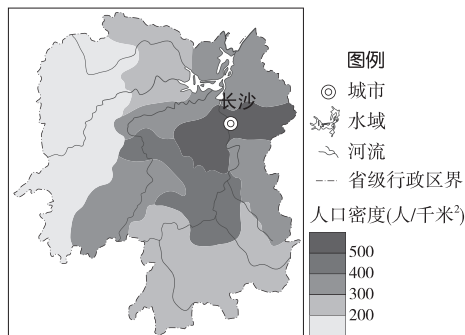 长沙
图例
城市
水域
河流
省级行政区界
人口密度(人/千米²)
500
400
300
200